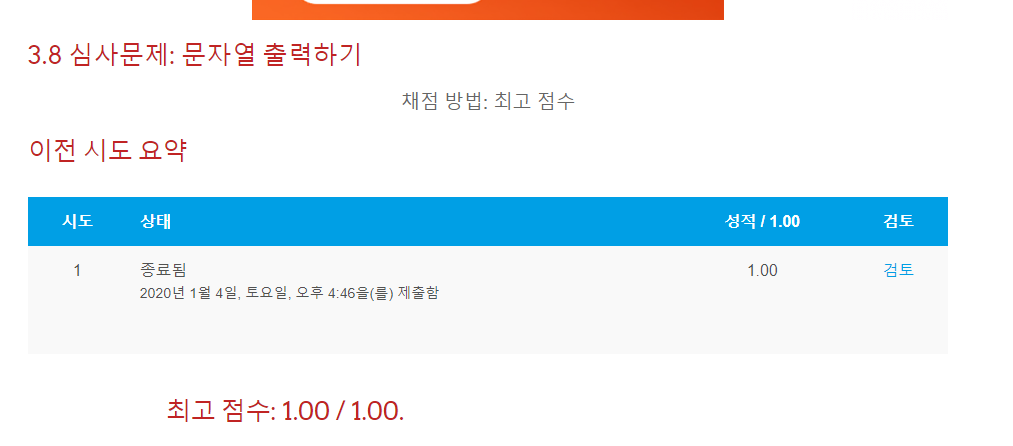 3.8 심사문제: 문자열 출력하기
채점 방법: 최고 점수
이전 시도 요약
시도 상태 성적 / 1.00 검토
1 종료됨 1.00 검토
2020년 1월 4일, 토요일, 오후 4:46을(를) 제출함
최고 점수: 1.00 / 1.00.